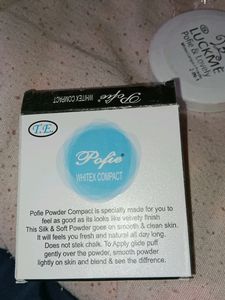 Pofie
WHITEX COMPACT
T.E.
Pofie
WHITEX COMPACT
Pofie Powder Compact is specially made for you to
feel as good as its looks like velvety finish
This Silk & Soft Powder goes on smooth & clean skin.
It will feels you fresh and natural all day long.
Does not stek chalk. To Apply glide puff
gently over the powder, smooth powder
lightly on skin and blend & see the diffrence.
LUCKME
Pofie & Lovely